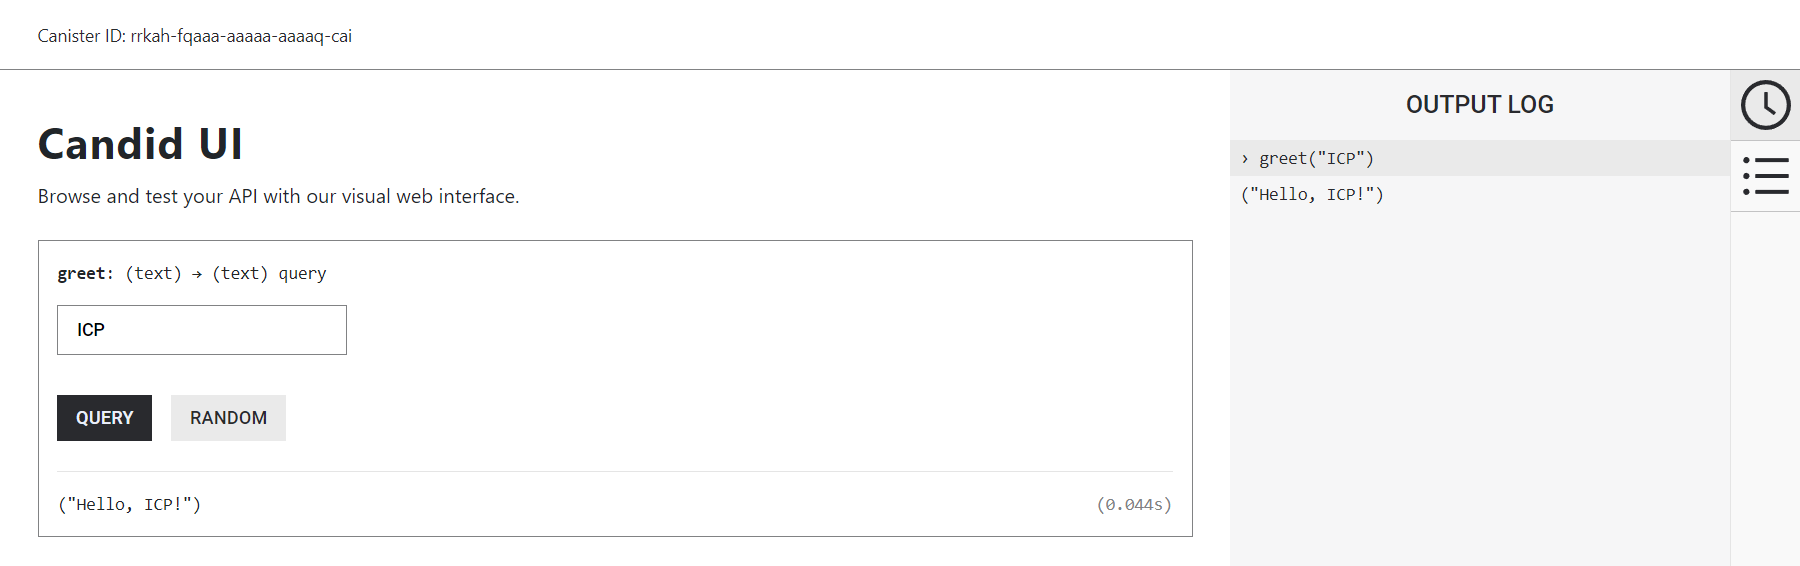 Canister ID: rrkah-fqaaa-aaaaa-aaaaq-cai
Candid UI
Browse and test your API with our visual web interface.
greet: (text) → (text) query
ICP
QUERY
RANDOM
("Hello, ICP!")
(0.044s)
OUTPUT LOG
› greet("ICP")
("Hello, ICP!")